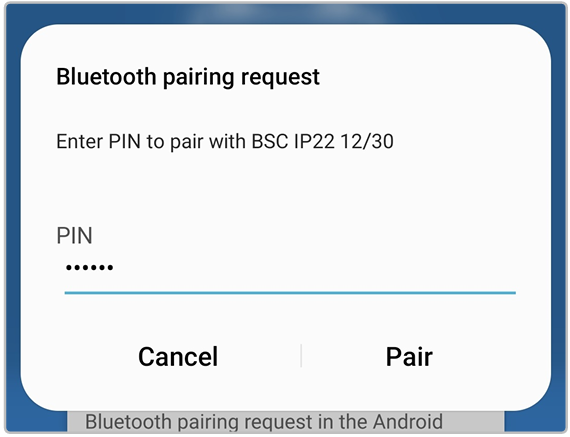 Bluetooth pairing request
Enter PIN to pair with BSC IP22 12/30
PIN
••••••
Cancel
Pair
Bluetooth pairing request in the Android